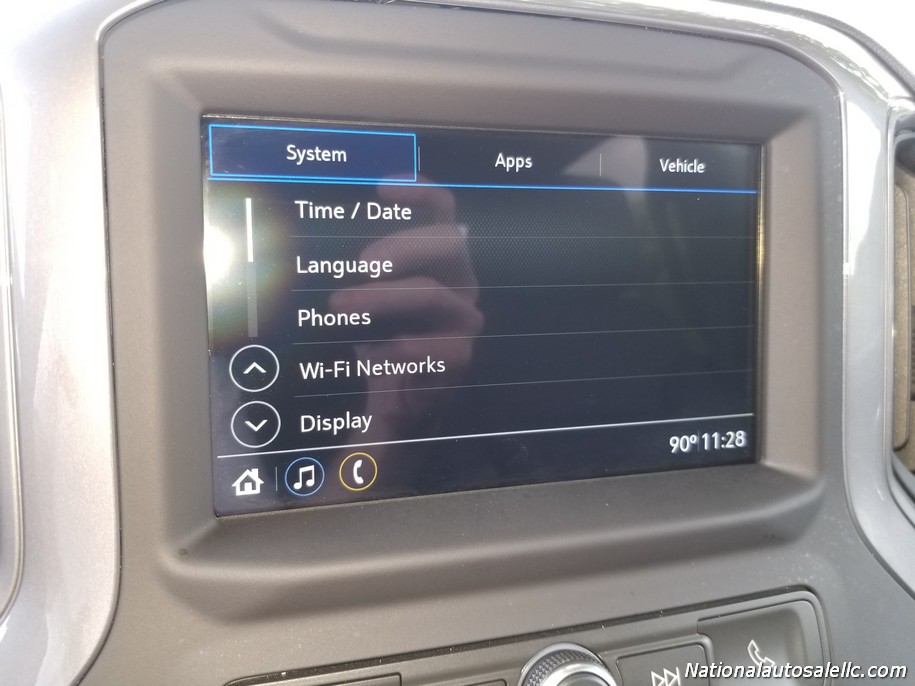 System Apps Vehicle
Time / Date
Language
Phones
Wi-Fi Networks
Display
90° 11:28
Nationalautosalellc.com